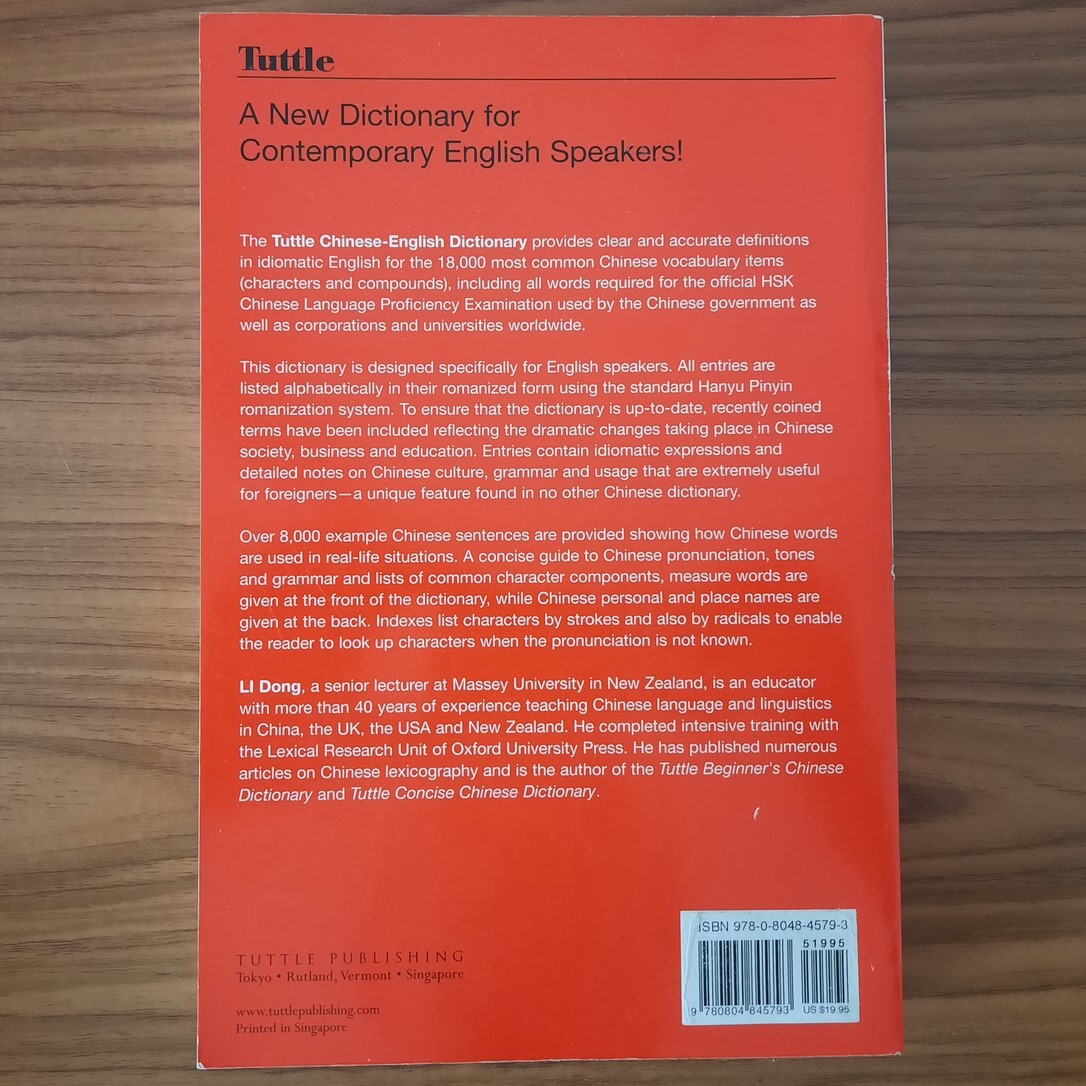 Tuttle
A New Dictionary for
Contemporary English Speakers!
The Tuttle Chinese-English Dictionary provides clear and accurate definitions
in idiomatic English for the 18,000 most common Chinese vocabulary items
(characters and compounds), including all words required for the official HSK
Chinese Language Proficiency Examination used by the Chinese government as
well as corporations and universities worldwide.
This dictionary is designed specifically for English speakers. All entries are
listed alphabetically in their romanized form using the standard Hanyu Pinyin
romanization system. To ensure that the dictionary is up-to-date, recently coined
terms have been included reflecting the dramatic changes taking place in Chinese
society, business and education. Entries contain idiomatic expressions and
detailed notes on Chinese culture, grammar and usage that are extremely useful
for foreigners—a unique feature found in no other Chinese dictionary.
Over 8,000 example Chinese sentences are provided showing how Chinese words
are used in real-life situations. A concise guide to Chinese pronunciation, tones
and grammar and lists of common character components, measure words are
given at the front of the dictionary, while Chinese personal and place names are
given at the back. Indexes list characters by strokes and also by radicals to enable
the reader to look up characters when the pronunciation is not known.
LI Dong, a senior lecturer at Massey University in New Zealand, is an educator
with more than 40 years of experience teaching Chinese language and linguistics
in China, the UK, the USA and New Zealand. He completed intensive training with
the Lexical Research Unit of Oxford University Press. He has published numerous
articles on Chinese lexicography and is the author of the Tuttle Beginner's Chinese
Dictionary and Tuttle Concise Chinese Dictionary.
TUTTLE PUBLISHING
Tokyo • Rutland, Vermont • Singapore
www.tuttlepublishing.com
Printed in Singapore
ISBN 978-0-8048-4579-3
51995
9 780804 845793
US $19.95